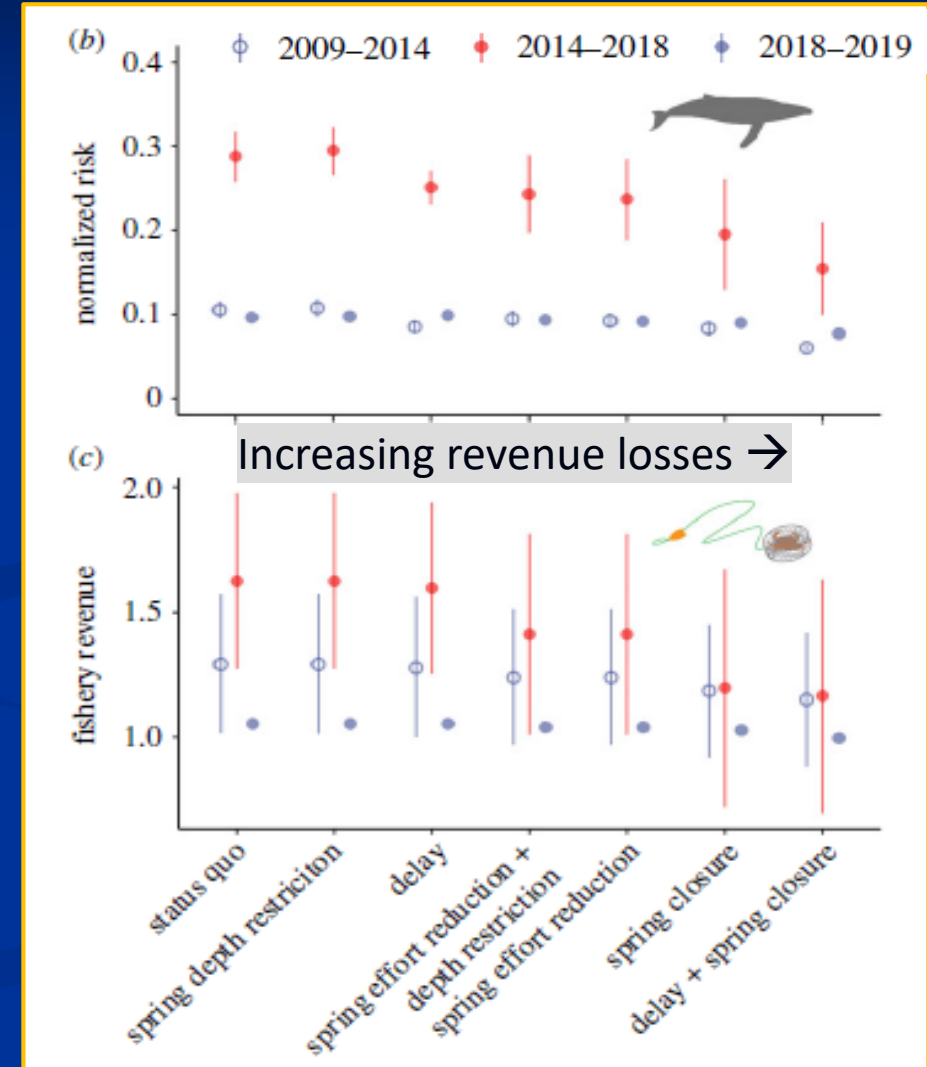 (b) 2009–2014 2014–2018 2018–2019
0.4
0.3
0.2
0.1
0
normalized risk
Increasing revenue losses →
(c)
2.0
1.5
1.0
fishery revenue
status quo
spring depth restriciton
delay
spring effort reduction +
depth restriction
spring effort reduction
spring closure
delay + spring closure